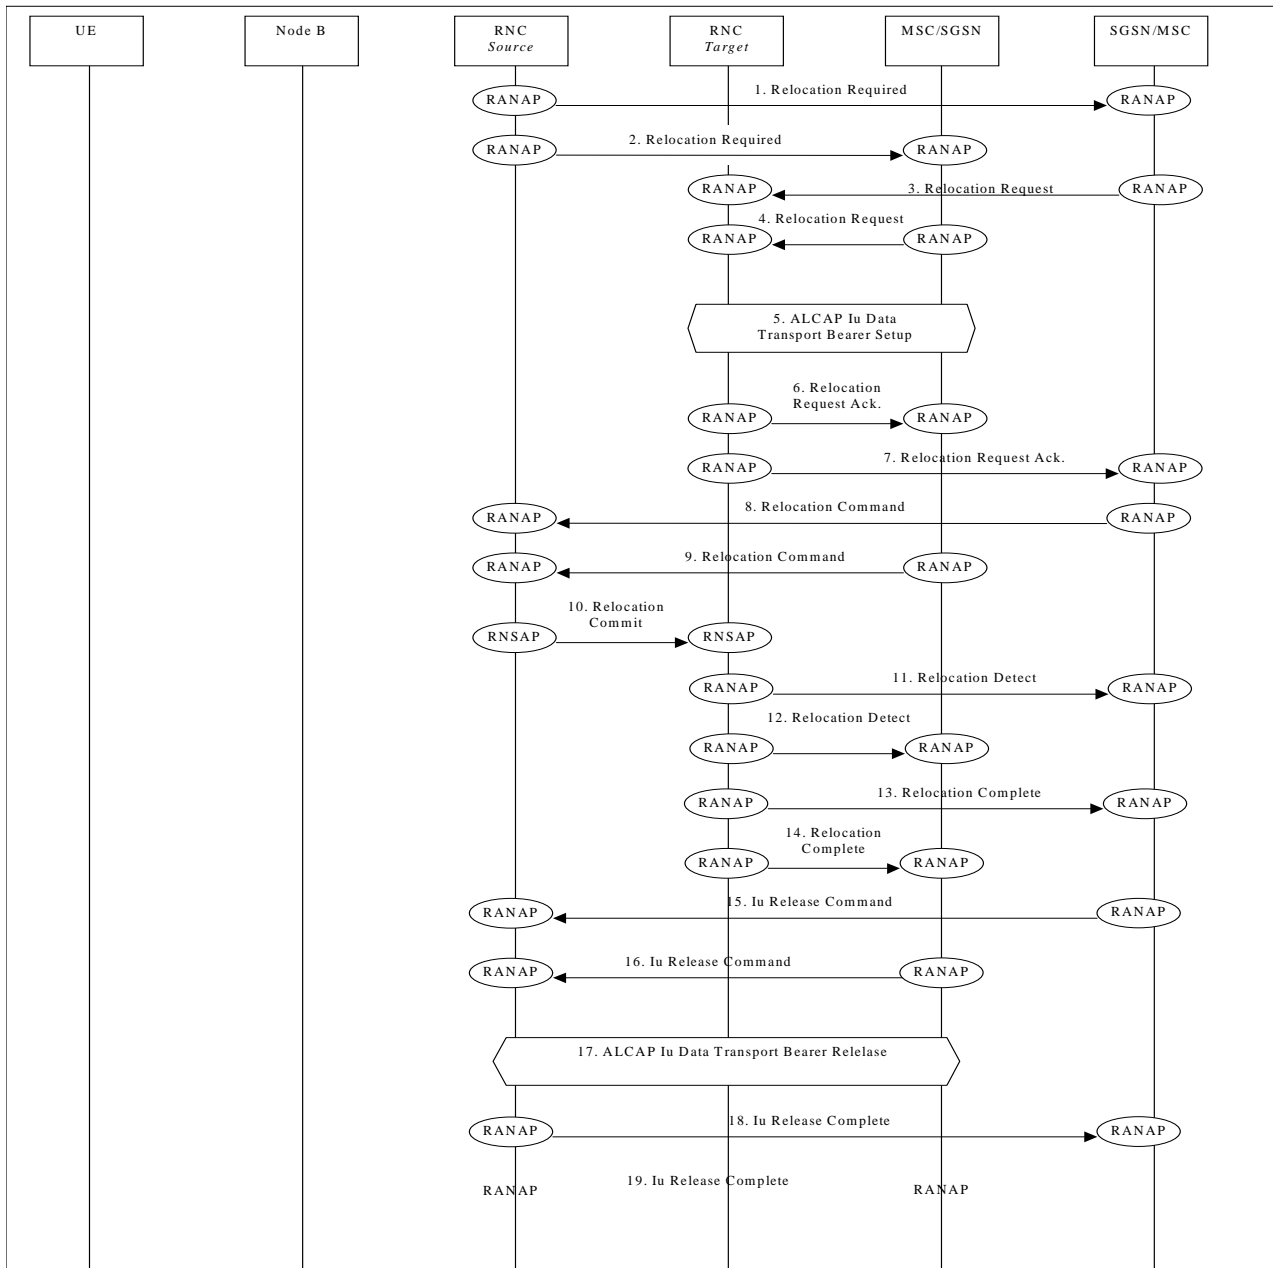 UE
Node B
RNC
Source
RNC
Target
MSC/SGSN
SGSN/MSC
RANAP
1. Relocation Required
RANAP
RANAP
2. Relocation Required
RANAP
RANAP
3. Relocation Request
RANAP
RANAP
4. Relocation Request
RANAP
5. ALCAP Iu Data
Transport Bearer Setup
RANAP
6. Relocation
Request Ack.
RANAP
RANAP
7. Relocation Request Ack.
RANAP
RANAP
8. Relocation Command
RANAP
RANAP
9. Relocation Command
RANAP
RNSAP
10. Relocation
Commit
RNSAP
RANAP
11. Relocation Detect
RANAP
RANAP
12. Relocation Detect
RANAP
RANAP
13. Relocation Complete
RANAP
RANAP
14. Relocation
Complete
RANAP
RANAP
15. Iu Release Command
RANAP
RANAP
16. Iu Release Command
RANAP
17. ALCAP Iu Data Transport Bearer Relelase
RANAP
18. Iu Release Complete
RANAP
RANAP
19. Iu Release Complete
RANAP